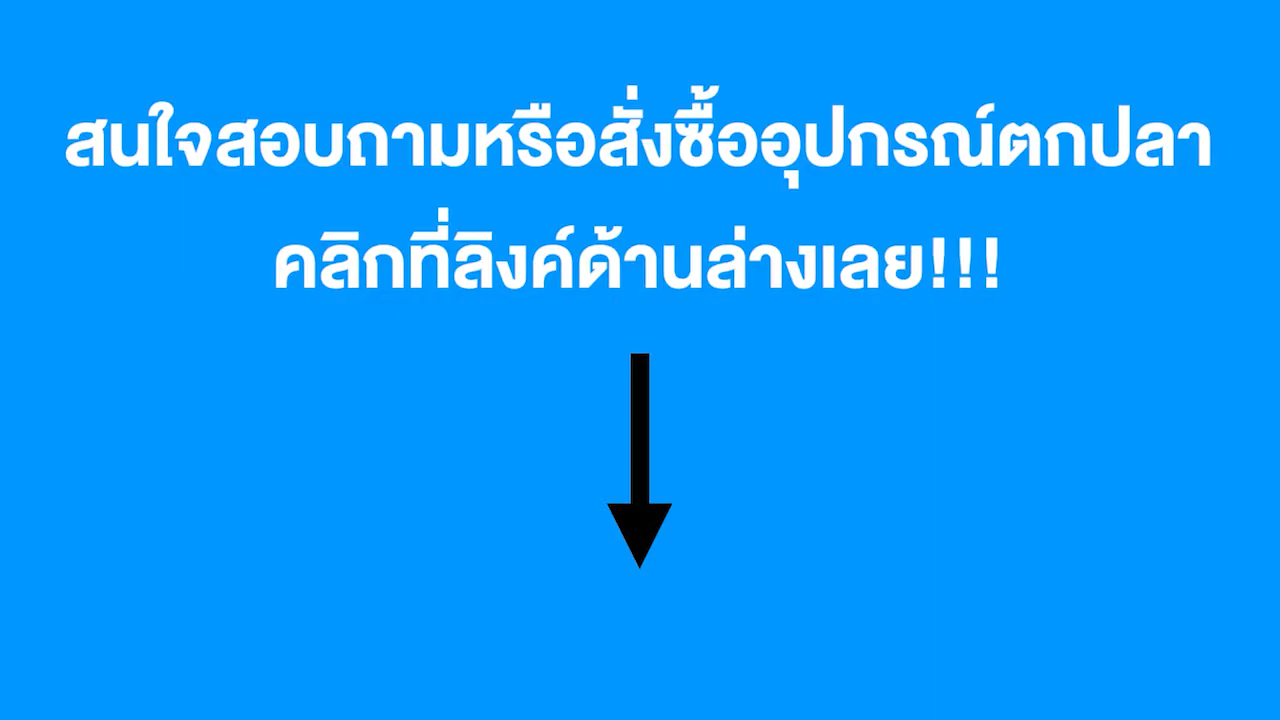 สนใจสอบถามหรือสั่งซื้ออุปกรณ์ตกปลา
คลิกที่ลิงค์ด้านล่างเลย!!!